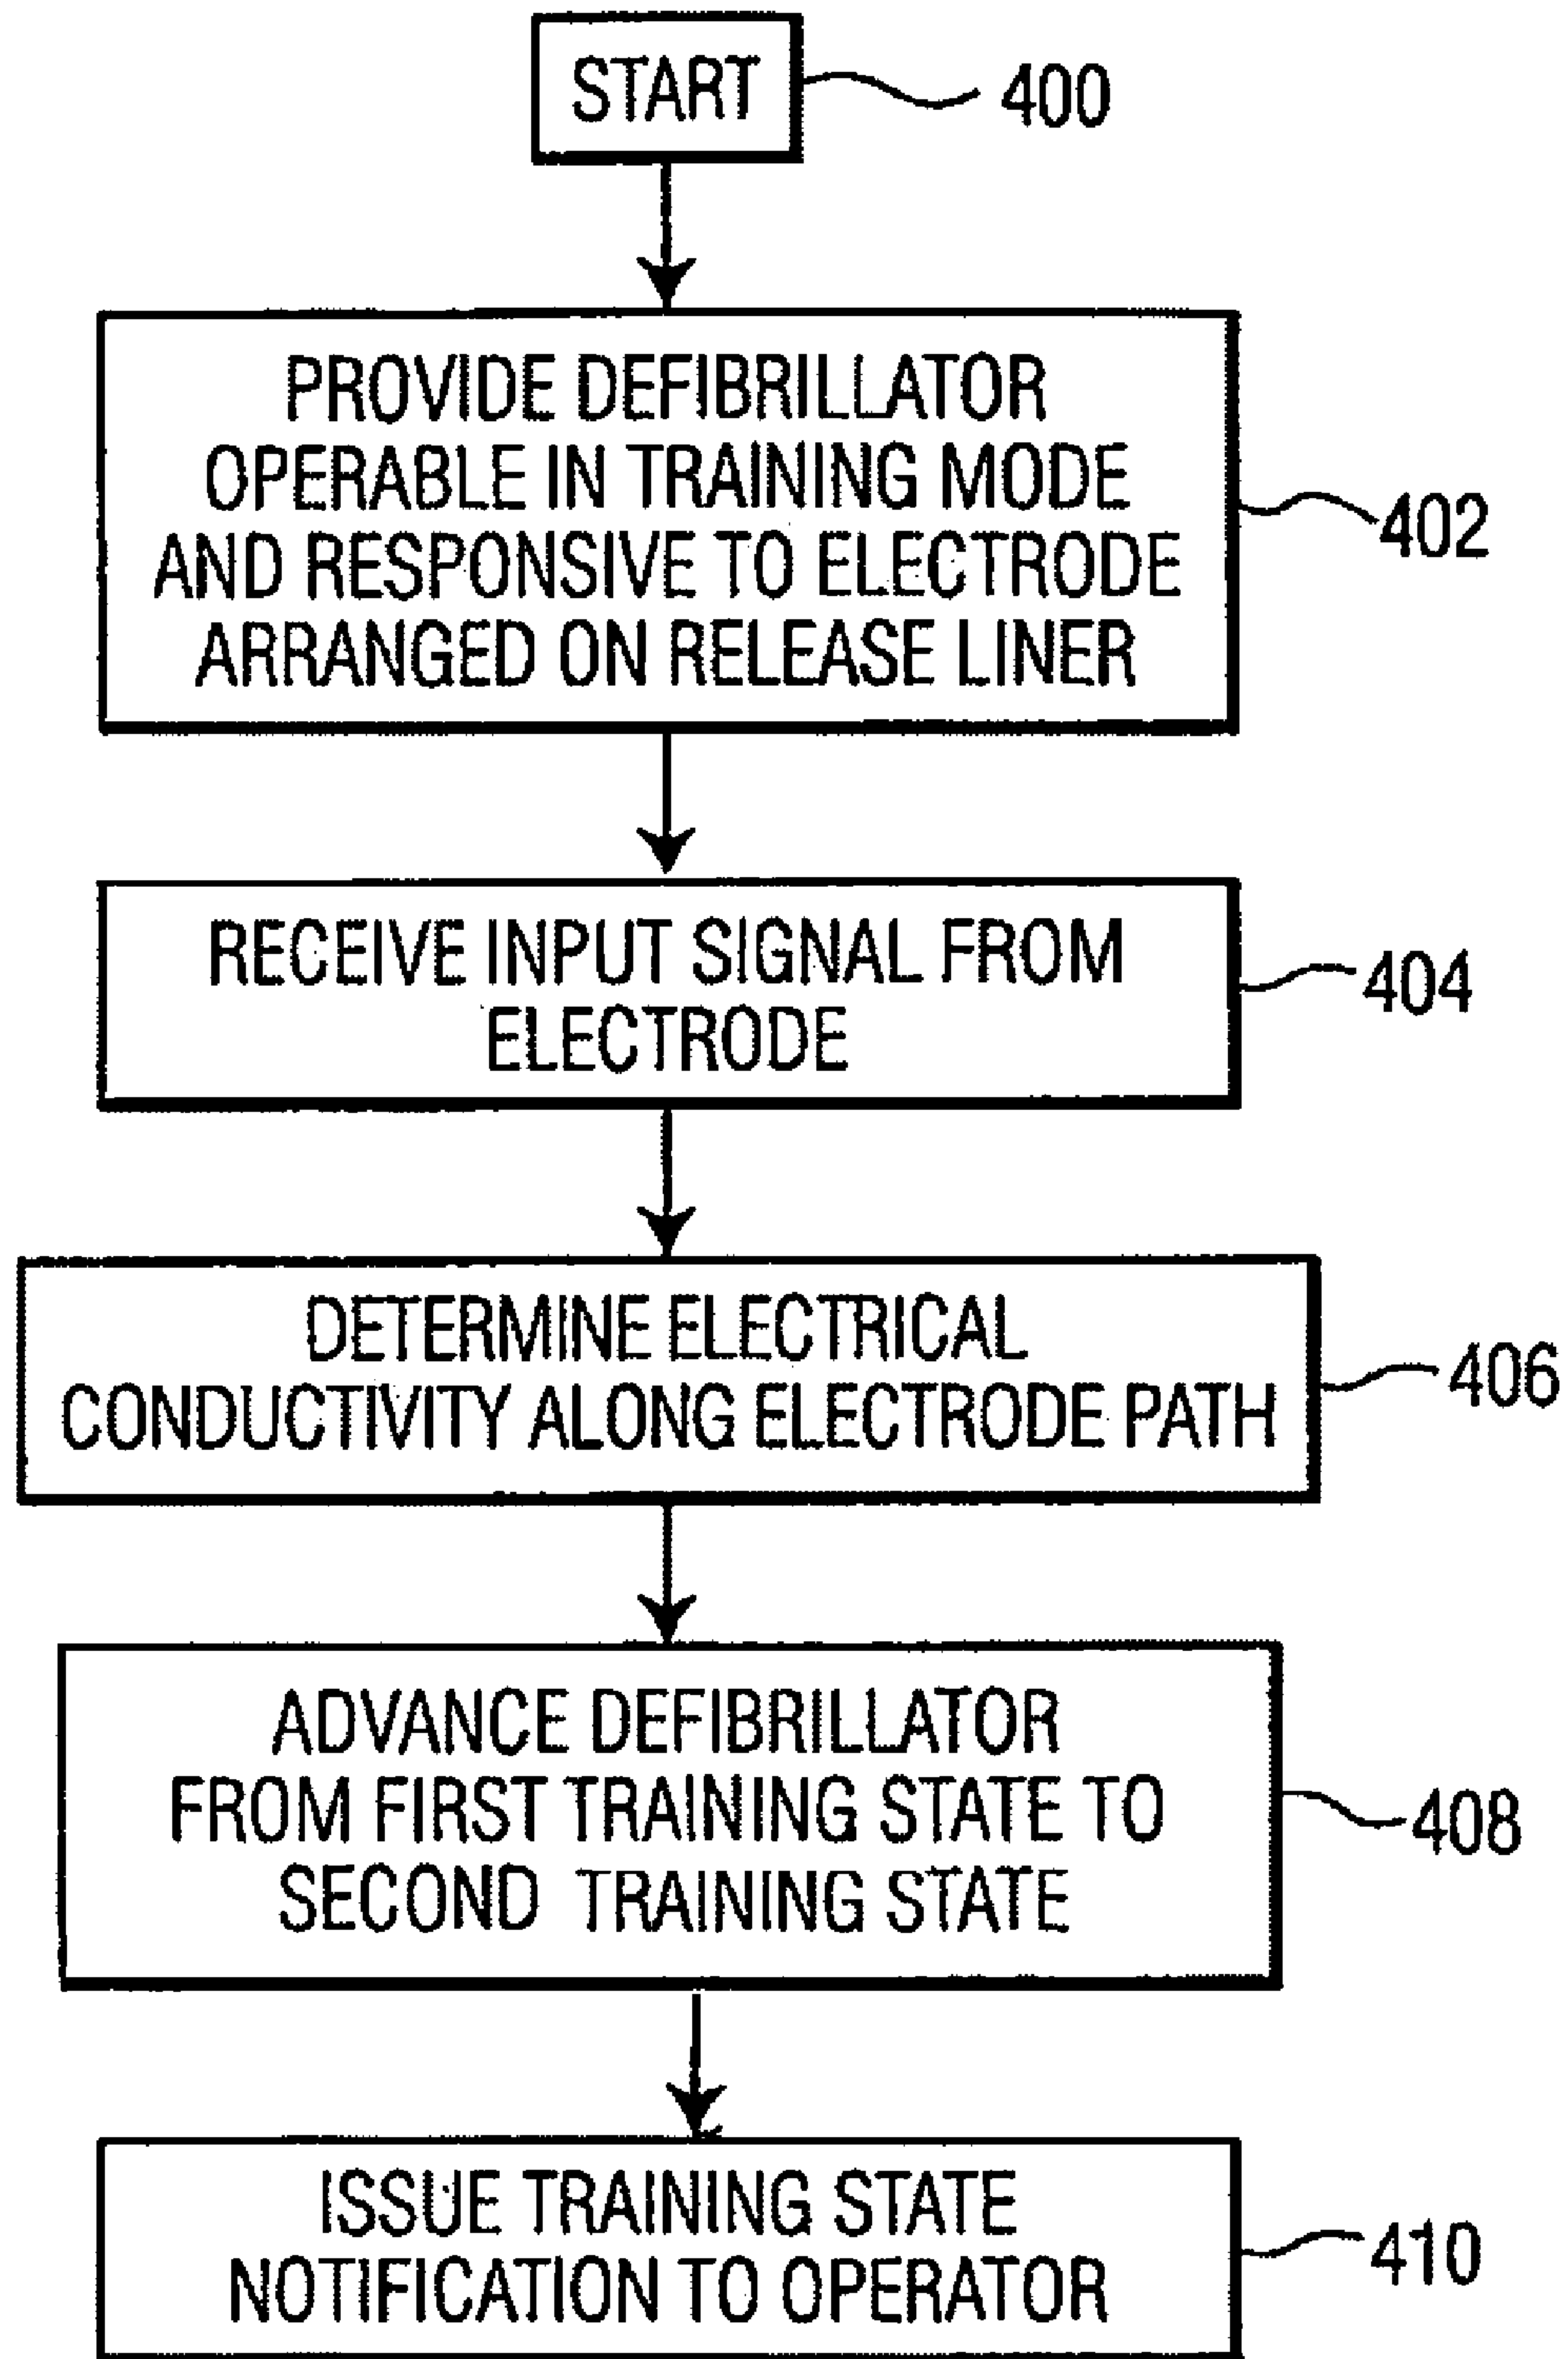 START
400
PROVIDE DEFIBRILLATOR
OPERABLE IN TRAINING MODE
AND RESPONSIVE TO ELECTRODE
ARRANGED ON RELEASE LINER
402
RECEIVE INPUT SIGNAL FROM
ELECTRODE
404
DETERMINE ELECTRICAL
CONDUCTIVITY ALONG ELECTRODE PATH
406
ADVANCE DEFIBRILLATOR
FROM FIRST TRAINING STATE TO
SECOND TRAINING STATE
408
ISSUE TRAINING STATE
NOTIFICATION TO OPERATOR
410